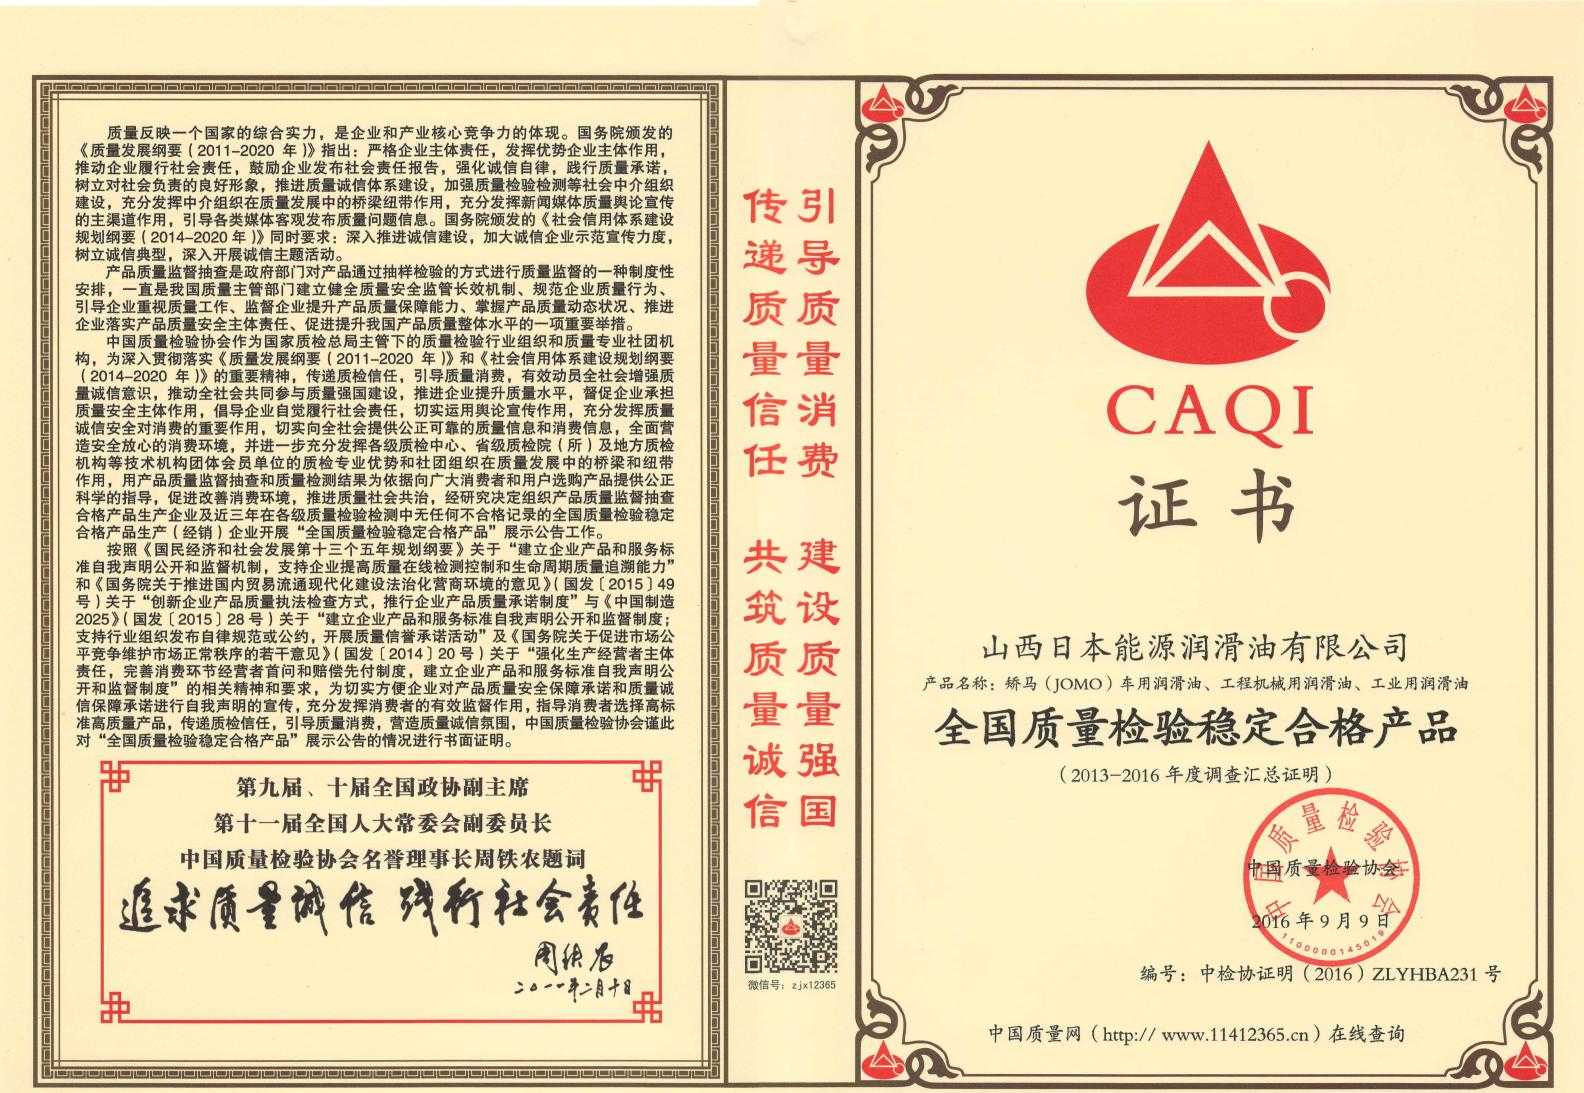 质量反映一个国家的综合实力，是企业和产业核心竞争力的体现。国务院颁发的
《质量发展纲要（2011-2020 年）》指出：严格企业主体责任，发挥优势企业主体作用，
推动企业履行社会责任，鼓励企业发布社会责任报告，强化诚信自律，践行质量承诺，
树立对社会负责的良好形象，推进质量诚信体系建设，加强质量检验检测等社会中介组织
建设，充分发挥中介组织在质量发展中的桥梁纽带作用，充分发挥新闻媒体质量舆论宣传
的主渠道作用，引导各类媒体客观发布质量问题信息。国务院颁发的《社会信用体系建设
规划纲要（2014-2020 年）》同时要求：深入推进诚信建设，加大诚信企业示范宣传力度，
树立诚信典型，深入开展诚信主题活动。
产品质量监督抽查是政府部门对产品通过抽样检验的方式进行质量监督的一种制度性
安排，一直是我国质量主管部门建立健全质量安全监管长效机制、规范企业质量行为、
引导企业重视质量工作、监督企业提升产品质量保障能力、掌握产品质量动态状况、推进
企业落实产品质量安全主体责任、促进提升我国产品质量整体水平的一项重要举措。
中国质量检验协会作为国家质检总局主管下的质量检验行业组织和质量专业社团机
构，为深入贯彻落实《质量发展纲要（2011-2020 年）》和《社会信用体系建设规划纲要
（2014-2020 年）》的重要精神，传递质检信任，引导质量消费，有效动员全社会增强质
量诚信意识，推动全社会共同参与质量强国建设，推进企业提升质量水平，督促企业承担
质量安全主体作用，倡导企业自觉履行社会责任，切实运用舆论宣传作用，充分发挥质量
诚信安全对消费的重要作用，切实向全社会提供公正可靠的质量信息和消费信息，全面营
造安全放心的消费环境，并进一步充分发挥各级质检中心、省级质检院（所）及地方质检
机构等技术机构团体会员单位的质检专业优势和社团组织在质量发展中的桥梁和纽带
作用，用产品质量监督抽查和质量检测结果为依据向广大消费者和用户选购产品提供公正
科学的指导，促进改善消费环境，推进质量社会共治，经研究决定组织产品质量监督抽查
合格产品生产企业及近三年在各级质量检验检测中无任何不合格记录的全国质量检验稳定
合格产品生产（经销）企业开展“全国质量检验稳定合格产品”展示公告工作。
按照《国民经济和社会发展第十三个五年规划纲要》关于“建立企业产品和服务标
准自我声明公开和监督机制，支持企业提高质量在线检测控制和生命周期质量追溯能力”
和《国务院关于推进国内贸易流通现代化建设法治化营商环境的意见》（国发〔2015〕49
号）关于“创新企业产品质量执法检查方式，推行企业产品质量承诺制度”与《中国制造
2025》（国发〔2015〕28 号）关于“建立企业产品和服务标准自我声明公开和监督制度；
支持行业组织发布自律规范或公约，开展质量信誉承诺活动”及《国务院关于促进市场公
平竞争维护市场正常秩序的若干意见》（国发〔2014〕20 号）关于“强化生产经营者主体
责任，完善消费环节经营者首问和赔偿先付制度，建立企业产品和服务标准自我声明公
开和监督制度”的相关精神和要求，为切实方便企业对产品质量安全保障承诺和质量诚
信保障承诺进行自我声明的宣传，充分发挥消费者的有效监督作用，指导消费者选择高标
准高质量产品，传递质检信任，引导质量消费，营造质量诚信氛围，中国质量检验协会谨此
对“全国质量检验稳定合格产品”展示公告的情况进行书面证明。
第九届、十届全国政协副主席
第十一届全国人大常委会副委员长
中国质量检验协会名誉理事长周铁农题词
追求质量诚信 践行社会责任
周铁农
二〇一一年二月十日
传递质量信任 共筑质量诚信
引导质量消费 建设质量强国
微信号：zjx12365
CAQI
证书
山西日本能源润滑油有限公司
产品名称：矫马（JOMO）车用润滑油、工程机械用润滑油、工业用润滑油
全国质量检验稳定合格产品
（2013-2016 年度调查汇总证明）
中国质量检验协会
中国质量检验协会
2016 年 9 月 9 日
1100000145019
编号：中检协证明（2016）ZLYHBA231 号
中国质量网（http:// www.11412365.cn）在线查询